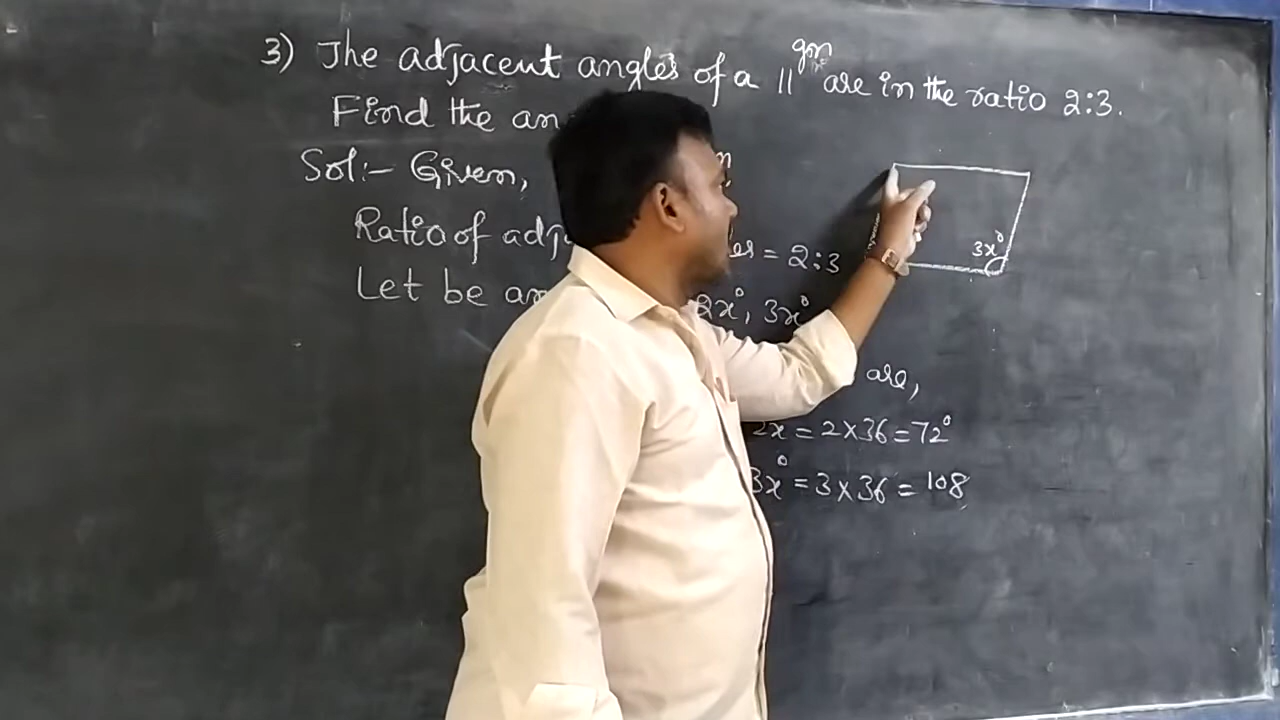 gm
3) The adjacent angles of a || are in the ratio 2:3.
Find the an
Sol:- Given,
Ratio of adj
= 2:3
Let be an
2x°, 3x°
are,
2x = 2×36 = 72°
3x° = 3×36 = 108
3x°